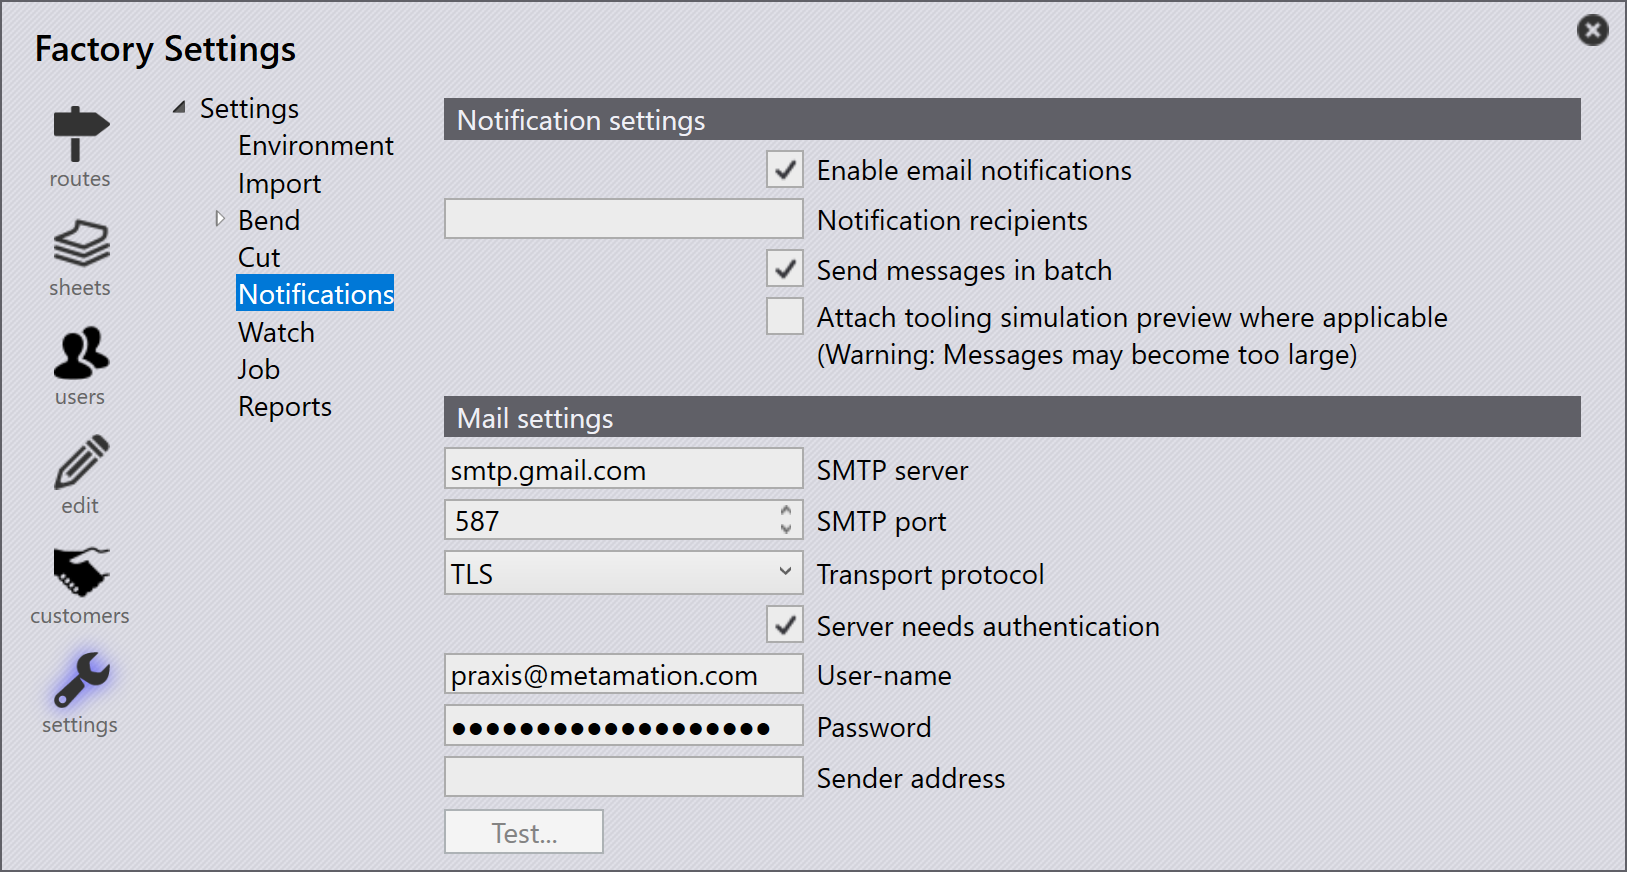 Factory Settings
routes
sheets
users
edit
customers
settings
Settings
Environment
Import
Bend
Cut
Notifications
Watch
Job
Reports
Notification settings
Enable email notifications
Notification recipients
Send messages in batch
Attach tooling simulation preview where applicable
(Warning: Messages may become too large)
Mail settings
smtp.gmail.com SMTP server
587 SMTP port
TLS Transport protocol
Server needs authentication
praxis@metamation.com User-name
●●●●●●●●●●●●●●●●●●● Password
Sender address
Test...